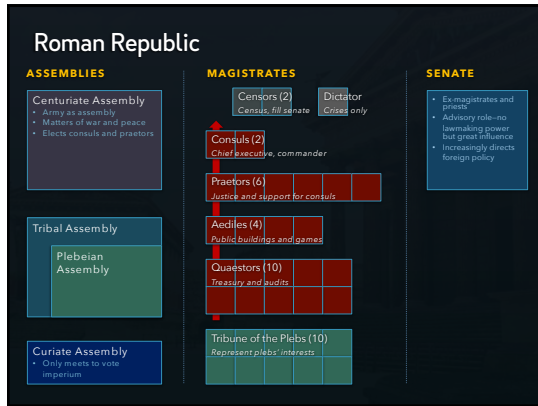 Roman Republic
ASSEMBLIES
Centuriate Assembly
• Army as assembly
• Matters of war and peace
• Elects consuls and praetors
Tribal Assembly
Plebeian
Assembly
Curiate Assembly
• Only meets to vote
imperium
MAGISTRATES
Censors (2)
Census, fill senate
Dictator
Crises only
Consuls (2)
Chief executive, commander
Praetors (6)
Justice and support for consuls
Aediles (4)
Public buildings and games
Quaestors (10)
Treasury and audits
Tribune of the Plebs (10)
Represent plebs' interests
SENATE
• Ex-magistrates and
priests
• Advisory role—no
lawmaking power
but great influence
• Increasingly directs
foreign policy